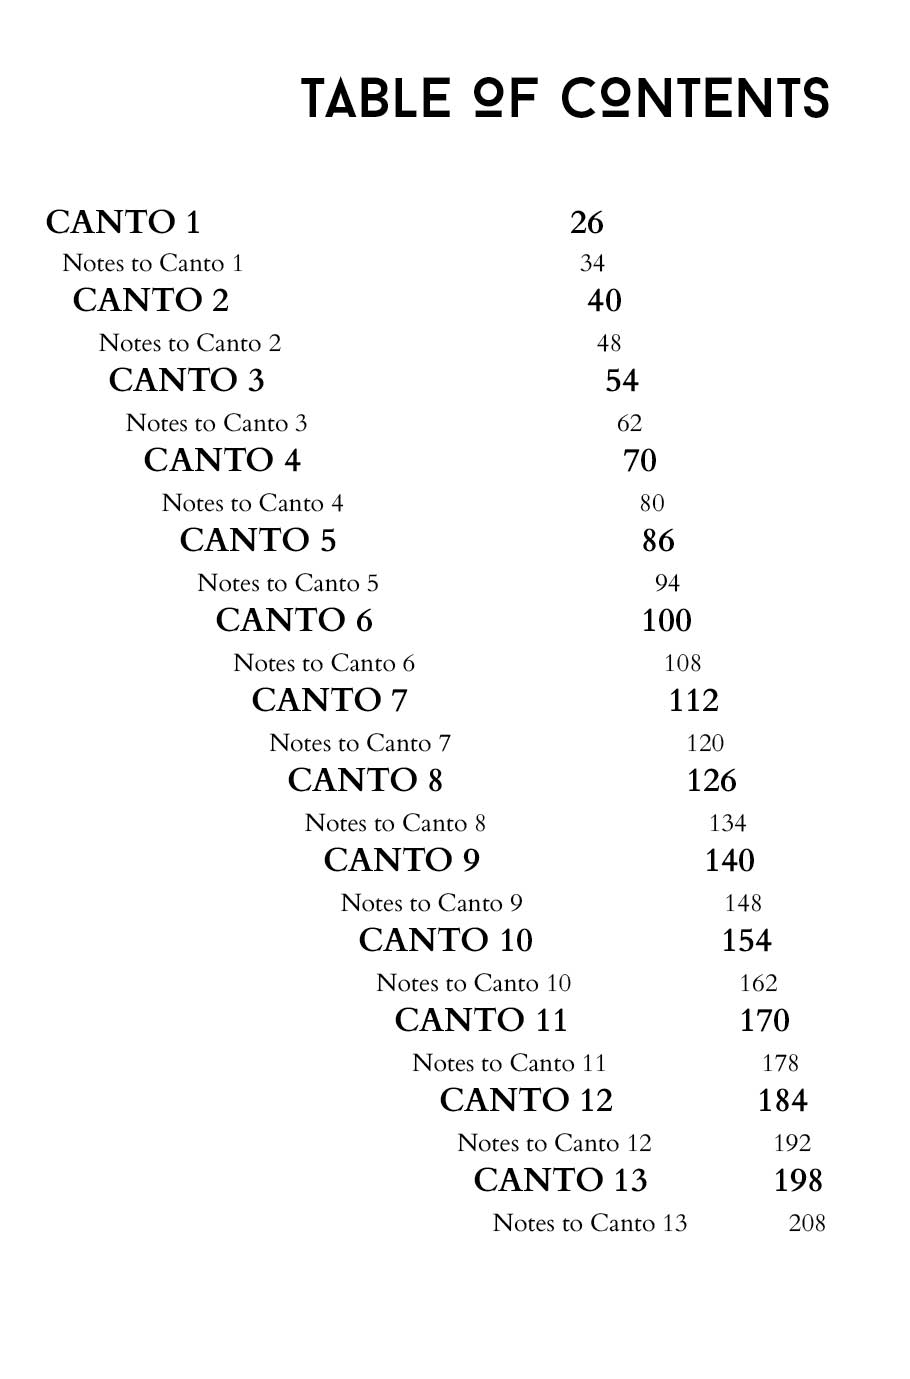 TABLE OF CONTENTS
CANTO 1 26
Notes to Canto 1 34
CANTO 2 40
Notes to Canto 2 48
CANTO 3 54
Notes to Canto 3 62
CANTO 4 70
Notes to Canto 4 80
CANTO 5 86
Notes to Canto 5 94
CANTO 6 100
Notes to Canto 6 108
CANTO 7 112
Notes to Canto 7 120
CANTO 8 126
Notes to Canto 8 134
CANTO 9 140
Notes to Canto 9 148
CANTO 10 154
Notes to Canto 10 162
CANTO 11 170
Notes to Canto 11 178
CANTO 12 184
Notes to Canto 12 192
CANTO 13 198
Notes to Canto 13 208